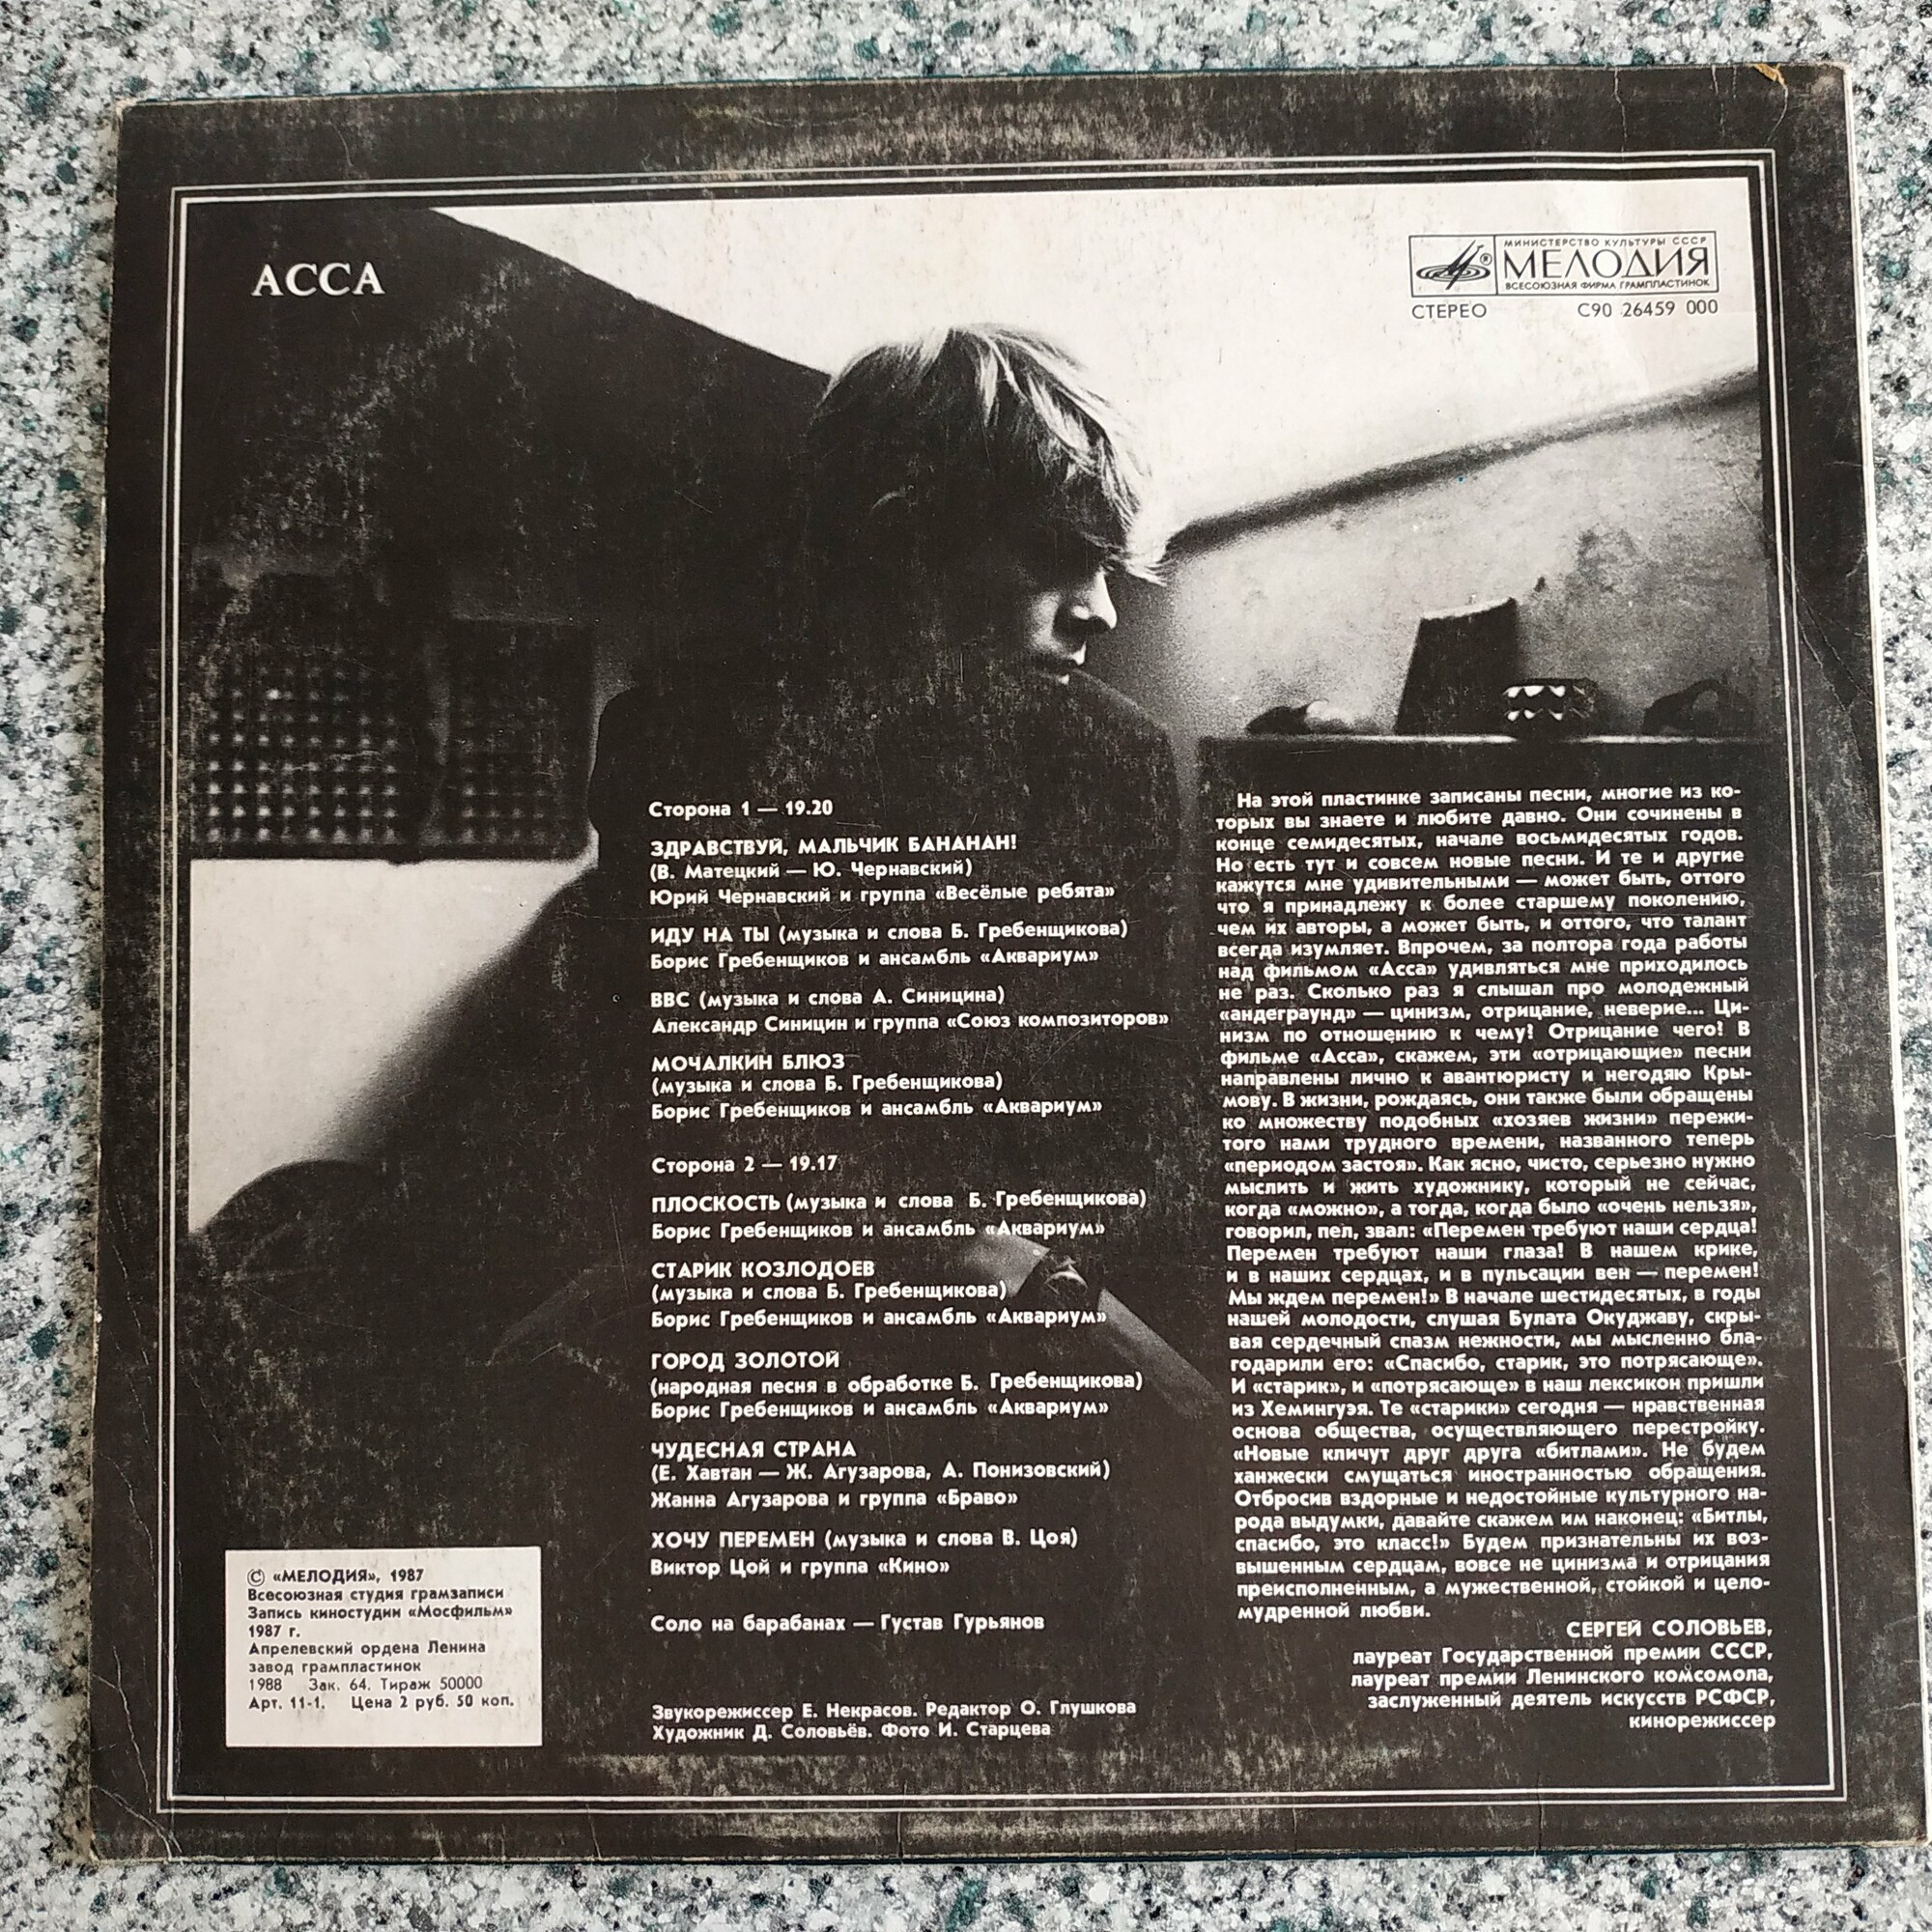 АССА
МИНИСТЕРСТВО КУЛЬТУРЫ СССР
МЕЛОДИЯ
ВСЕСОЮЗНАЯ ФИРМА ГРАМПЛАСТИНОК
СТЕРЕО С90 26459 000
Сторона 1 — 19.20
ЗДРАВСТВУЙ, МАЛЬЧИК БАНАНАН!
(В. Матецкий — Ю. Чернавский)
Юрий Чернавский и группа «Весёлые ребята»
ИДУ НА ТЫ (музыка и слова Б. Гребенщикова)
Борис Гребенщиков и ансамбль «Аквариум»
ВВС (музыка и слова А. Синицина)
Александр Синицин и группа «Союз композиторов»
МОЧАЛКИН БЛЮЗ
(музыка и слова Б. Гребенщикова)
Борис Гребенщиков и ансамбль «Аквариум»
Сторона 2 — 19.17
ПЛОСКОСТЬ (музыка и слова Б. Гребенщикова)
Борис Гребенщиков и ансамбль «Аквариум»
СТАРИК КОЗЛОДОЕВ
(музыка и слова Б. Гребенщикова)
Борис Гребенщиков и ансамбль «Аквариум»
ГОРОД ЗОЛОТОЙ
(народная песня в обработке Б. Гребенщикова)
Борис Гребенщиков и ансамбль «Аквариум»
ЧУДЕСНАЯ СТРАНА
(Е. Хавтан — Ж. Агузарова, А. Понизовский)
Жанна Агузарова и группа «Браво»
ХОЧУ ПЕРЕМЕН (музыка и слова В. Цоя)
Виктор Цой и группа «Кино»
Соло на барабанах — Густав Гурьянов
Звукорежиссер Е. Некрасов. Редактор О. Глушкова
Художник Д. Соловьёв. Фото И. Старцева
На этой пластинке записаны песни, многие из ко-
торых вы знаете и любите давно. Они сочинены в
конце семидесятых, начале восьмидесятых годов.
Но есть тут и совсем новые песни. И те и другие
кажутся мне удивительными — может быть, оттого
что я принадлежу к более старшему поколению,
чем их авторы, а может быть, и оттого, что талант
всегда изумляет. Впрочем, за полтора года работы
над фильмом «Асса» удивляться мне приходилось
не раз. Сколько раз я слышал про молодежный
«андеграунд» — цинизм, отрицание, неверие... Ци-
низм по отношению к чему? Отрицание чего? В
фильме «Асса», скажем, эти «отрицающие» песни
направлены лично к авантюристу и негодяю Кры-
мову. В жизни, рождаясь, они также были обращены
ко множеству подобных «хозяев жизни» пережи-
того нами трудного времени, названного теперь
«периодом застоя». Как ясно, чисто, серьезно нужно
мыслить и жить художнику, который не сейчас,
когда «можно», а тогда, когда было «очень нельзя»,
говорил, пел, звал: «Перемен требуют наши сердца!
Перемен требуют наши глаза! В нашем крике,
и в наших сердцах, и в пульсации вен — перемен!
Мы ждем перемен!» В начале шестидесятых, в годы
нашей молодости, слушая Булата Окуджаву, скры-
вая сердечный спазм нежности, мы мысленно бла-
годарили его: «Спасибо, старик, это потрясающе».
И «старик», и «потрясающе» в наш лексикон пришли
из Хемингуэя. Те «старики» сегодня — нравственная
основа общества, осуществляющего перестройку.
«Новые кличут друг друга «битлами». Не будем
ханжески смущаться иностранностью обращения.
Отбросив вздорные и недостойные культурного на-
рода выдумки, давайте скажем им наконец: «Битлы,
спасибо, это класс!» Будем признательны их воз-
вышенным сердцам, вовсе не цинизма и отрицания
преисполненным, а мужественной, стойкой и цело-
мудренной любви.
СЕРГЕЙ СОЛОВЬЕВ,
лауреат Государственной премии СССР,
лауреат премии Ленинского комсомола,
заслуженный деятель искусств РСФСР,
кинорежиссер
© «МЕЛОДИЯ», 1987
Всесоюзная студия грамзаписи
Запись киностудии «Мосфильм»
1987 г.
Апрелевский ордена Ленина
завод грампластинок
1988 Зак. 64. Тираж 50000
Арт. 11-1. Цена 2 руб. 50 коп.